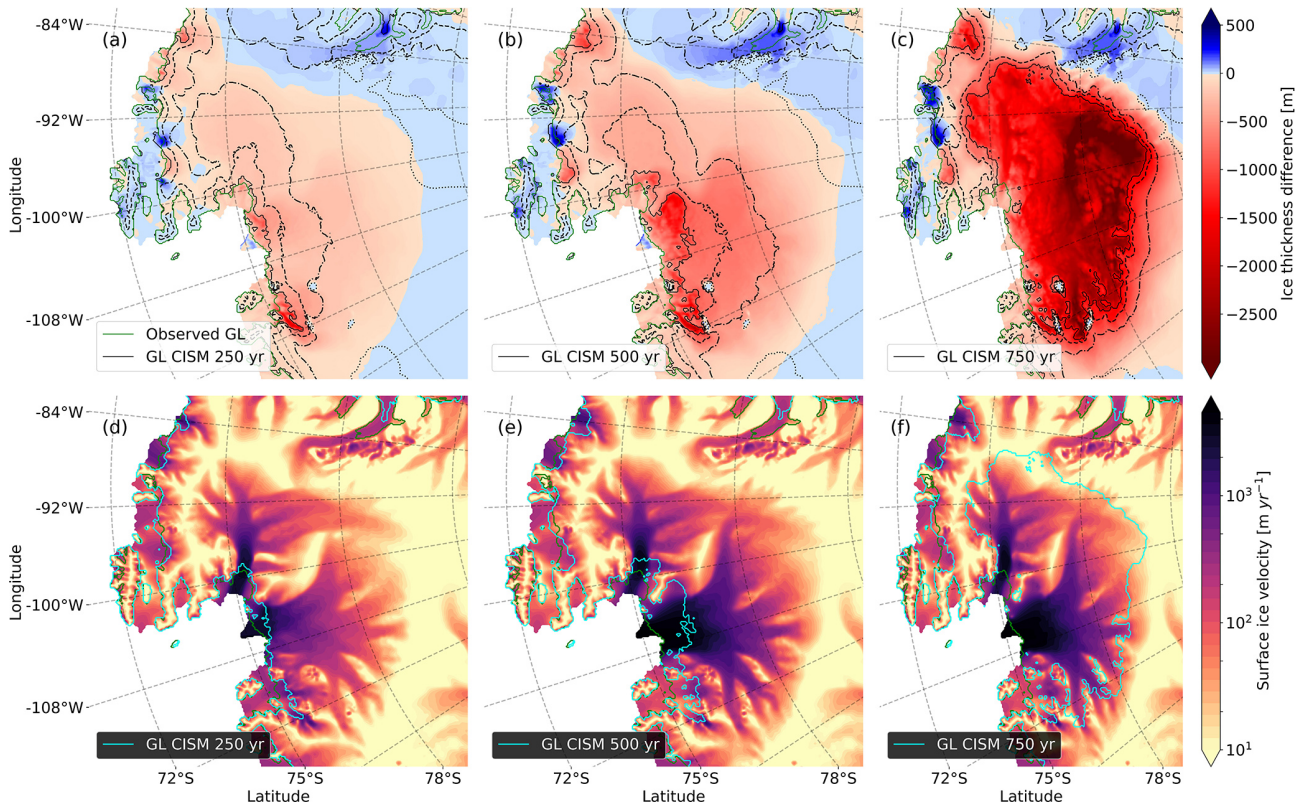 (a)
(b)
(c)
-84°W
-92°W
-100°W
-108°W
Longitude
Observed GL
GL CISM 250 yr
GL CISM 500 yr
GL CISM 750 yr
500
0
−500
−1000
−1500
−2000
−2500
Ice thickness difference [m]
(d)
(e)
(f)
-84°W
-92°W
-100°W
-108°W
Longitude
GL CISM 250 yr
GL CISM 500 yr
GL CISM 750 yr
72°S
75°S
78°S
Latitude
72°S
75°S
78°S
Latitude
72°S
75°S
78°S
Latitude
10³
10²
10¹
Surface ice velocity [m yr⁻¹]